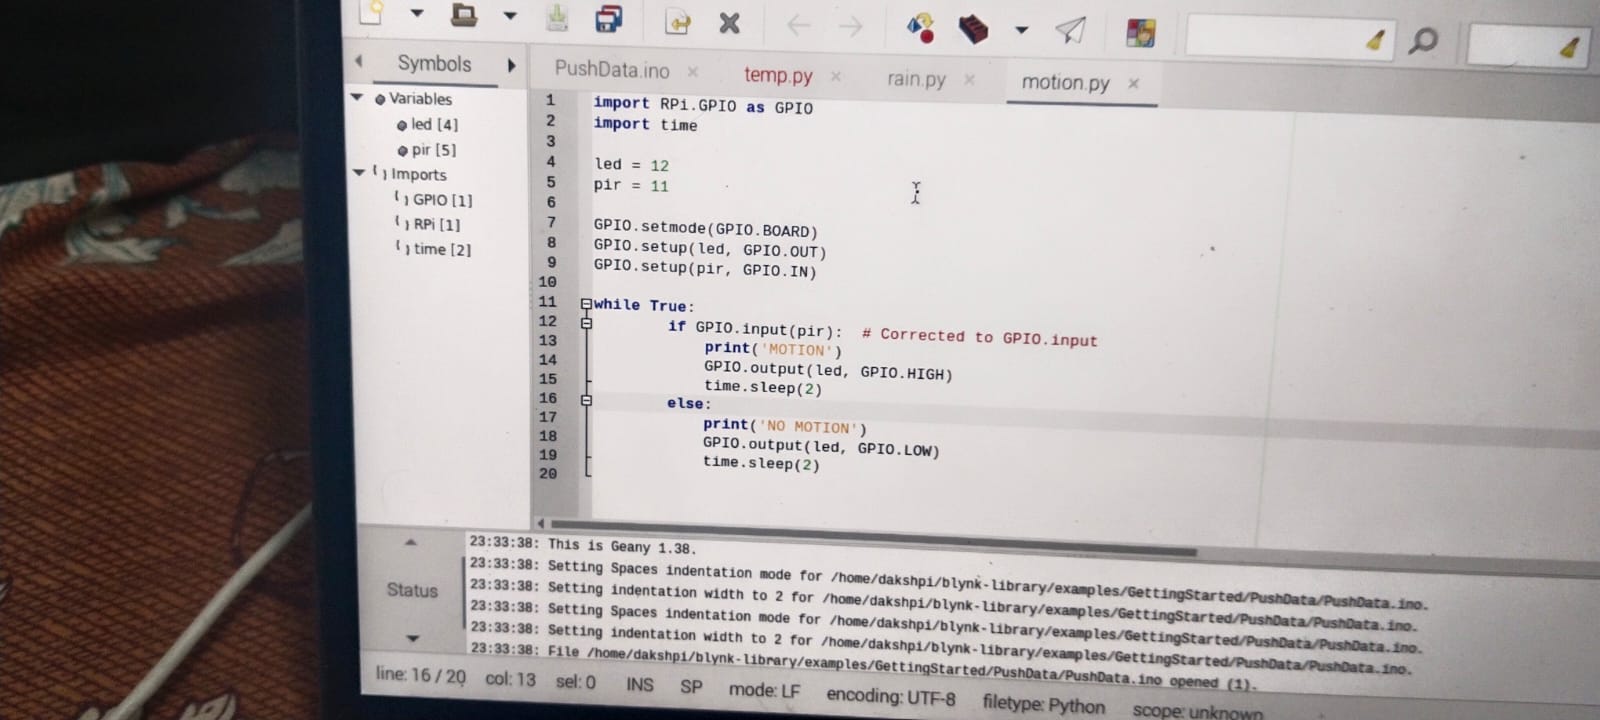 Symbols
Variables
led [4]
pir [5]
Imports
GPIO [1]
RPi [1]
time [2]
PushData.ino
temp.py
rain.py
motion.py
1 import RPi.GPIO as GPIO
2 import time
3
4 led = 12
5 pir = 11
6
7 GPIO.setmode(GPIO.BOARD)
8 GPIO.setup(led, GPIO.OUT)
9 GPIO.setup(pir, GPIO.IN)
10
11 while True:
12 if GPIO.input(pir): # Corrected to GPIO.input
13 print('MOTION')
14 GPIO.output(led, GPIO.HIGH)
15 time.sleep(2)
16 else:
17 print('NO MOTION')
18 GPIO.output(led, GPIO.LOW)
19 time.sleep(2)
20
Status
23:33:38: This is Geany 1.38.
23:33:38: Setting Spaces indentation mode for /home/dakshpi/blynk-library/examples/GettingStarted/PushData/PushData.ino.
23:33:38: Setting indentation width to 2 for /home/dakshpi/blynk-library/examples/GettingStarted/PushData/PushData.ino.
23:33:38: Setting Spaces indentation mode for /home/dakshpi/blynk-library/examples/GettingStarted/PushData/PushData.ino.
23:33:38: Setting indentation width to 2 for /home/dakshpi/blynk-library/examples/GettingStarted/PushData/PushData.ino.
23:33:38: File /home/dakshpi/blynk-library/examples/GettingStarted/PushData/PushData.ino opened (1).
line: 16 / 20 col: 13 sel: 0 INS SP mode: LF encoding: UTF-8 filetype: Python scope: unknown